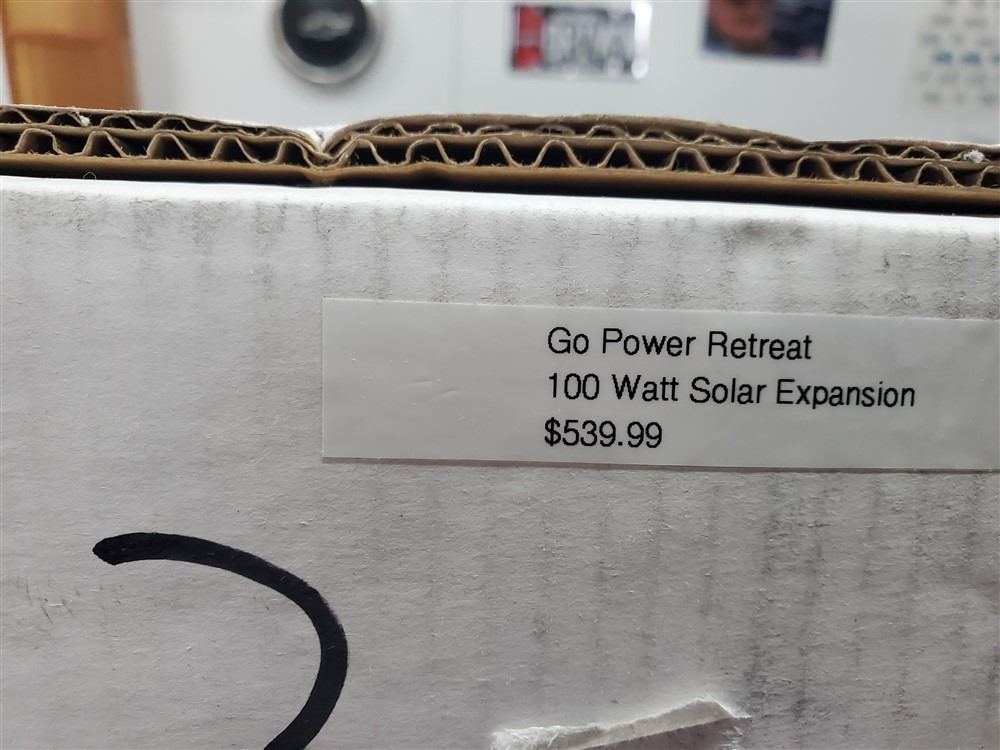 Go Power Retreat
100 Watt Solar Expansion
$539.99